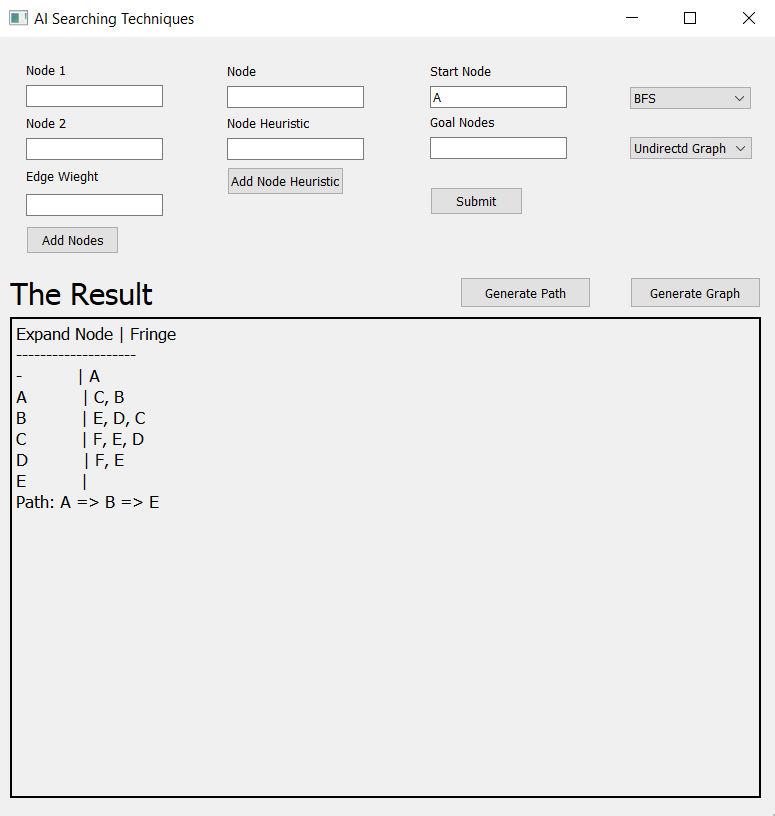 AI Searching Techniques
Node 1
Node
Start Node
A
BFS
Node 2
Node Heuristic
Goal Nodes
Undirectd Graph
Edge Wieght
Add Node Heuristic
Submit
Add Nodes
The Result
Generate Path
Generate Graph
Expand Node | Fringe
--------------------
- | A
A | C, B
B | E, D, C
C | F, E, D
D | F, E
E |
Path: A => B => E